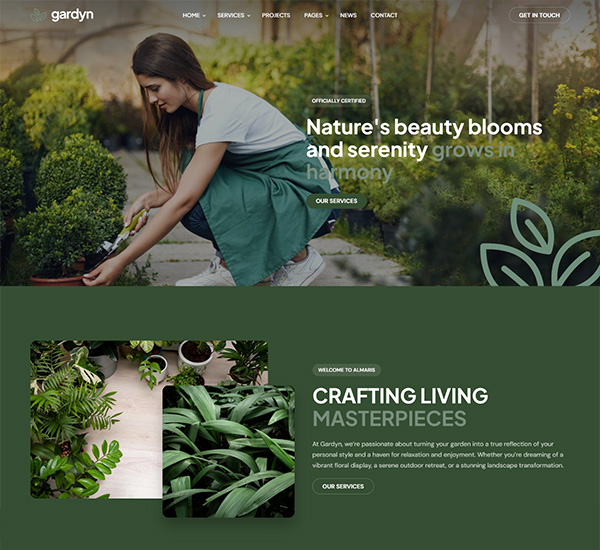 gardyn
HOME SERVICES PROJECTS PAGES NEWS CONTACT
GET IN TOUCH
OFFICIALLY CERTIFIED
Nature's beauty blooms
and serenity grows in
harmony
OUR SERVICES
WELCOME TO ALMARIS
CRAFTING LIVING
MASTERPIECES
At Gardyn, we're passionate about turning your garden into a true reflection of your
personal style and a haven for relaxation and enjoyment. Whether you're dreaming of a
vibrant floral display, a serene outdoor retreat, or a stunning landscape transformation.
OUR SERVICES